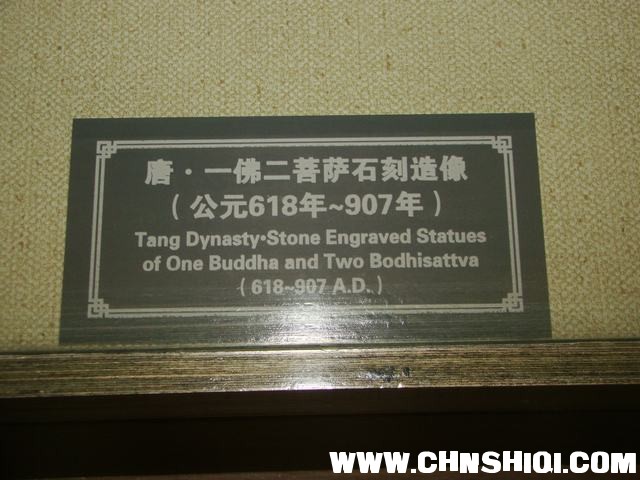 唐·一佛二菩萨石刻造像
（公元618年~907年）
Tang Dynasty·Stone Engraved Statues
of One Buddha and Two Bodhisattva
(618~907 A.D.)
WWW.CHNSHIQI.COM